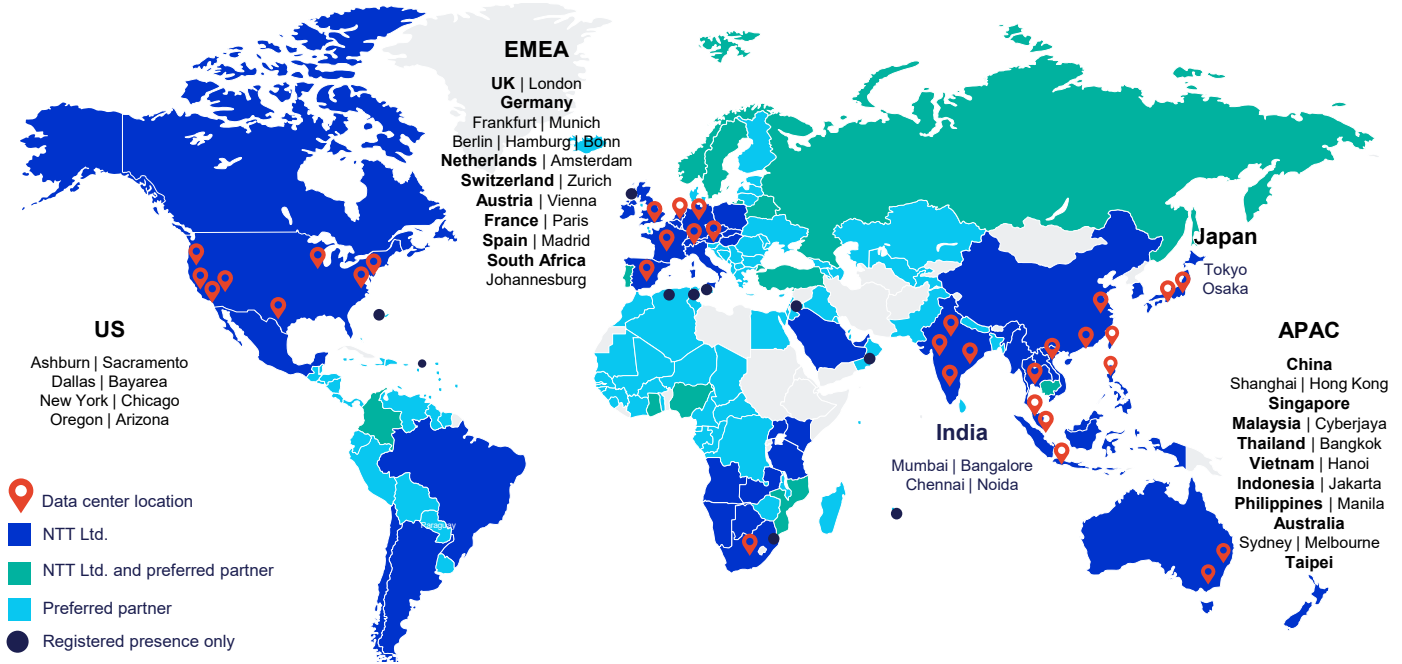 EMEA
UK | London
Germany
Frankfurt | Munich
Berlin | Hamburg | Bonn
Netherlands | Amsterdam
Switzerland | Zurich
Austria | Vienna
France | Paris
Spain | Madrid
South Africa
Johannesburg
US
Ashburn | Sacramento
Dallas | Bayarea
New York | Chicago
Oregon | Arizona
Japan
Tokyo
Osaka
India
Mumbai | Bangalore
Chennai | Noida
APAC
China
Shanghai | Hong Kong
Singapore
Malaysia | Cyberjaya
Thailand | Bangkok
Vietnam | Hanoi
Indonesia | Jakarta
Philippines | Manila
Australia
Sydney | Melbourne
Taipei
Paraguay
Data center location
NTT Ltd.
NTT Ltd. and preferred partner
Preferred partner
Registered presence only